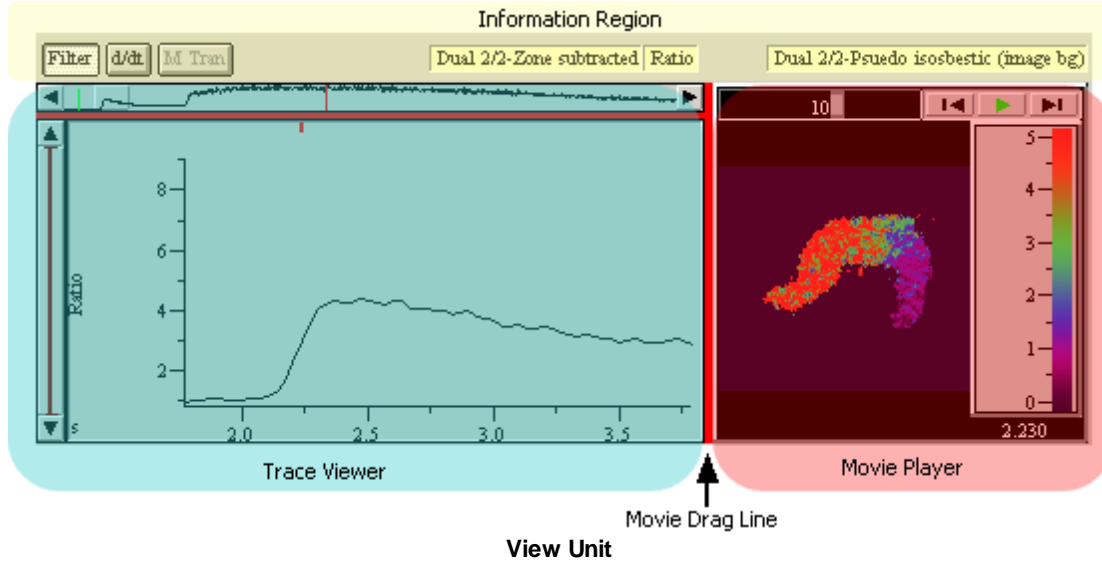 Information Region
Filter d/dt M Tran Dual 2/2-Zone subtracted Ratio Dual 2/2-Psuedo isosbestic (image bg)
10
8
6
4
2
Ratio
s
2.0 2.5 3.0 3.5
5
4
3
2
1
0
2.230
Trace Viewer
Movie Player
Movie Drag Line
View Unit